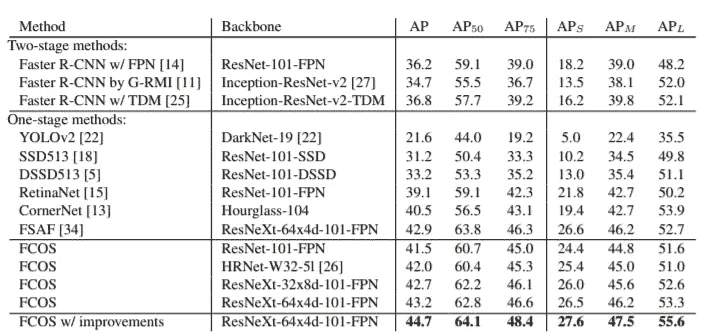 Method Backbone AP AP50 AP75 APS APM APL
Two-stage methods:
Faster R-CNN w/ FPN [14] ResNet-101-FPN 36.2 59.1 39.0 18.2 39.0 48.2
Faster R-CNN by G-RMI [11] Inception-ResNet-v2 [27] 34.7 55.5 36.7 13.5 38.1 52.0
Faster R-CNN w/ TDM [25] Inception-ResNet-v2-TDM 36.8 57.7 39.2 16.2 39.8 52.1
One-stage methods:
YOLOv2 [22] DarkNet-19 [22] 21.6 44.0 19.2 5.0 22.4 35.5
SSD513 [18] ResNet-101-SSD 31.2 50.4 33.3 10.2 34.5 49.8
DSSD513 [5] ResNet-101-DSSD 33.2 53.3 35.2 13.0 35.4 51.1
RetinaNet [15] ResNet-101-FPN 39.1 59.1 42.3 21.8 42.7 50.2
CornerNet [13] Hourglass-104 40.5 56.5 43.1 19.4 42.7 53.9
FSAF [34] ResNeXt-64x4d-101-FPN 42.9 63.8 46.3 26.6 46.2 52.7
FCOS ResNet-101-FPN 41.5 60.7 45.0 24.4 44.8 51.6
FCOS HRNet-W32-5l [26] 42.0 60.4 45.3 25.4 45.0 51.0
FCOS ResNeXt-32x8d-101-FPN 42.7 62.2 46.1 26.0 45.6 52.6
FCOS ResNeXt-64x4d-101-FPN 43.2 62.8 46.6 26.5 46.2 53.3
FCOS w/ improvements ResNeXt-64x4d-101-FPN 44.7 64.1 48.4 27.6 47.5 55.6